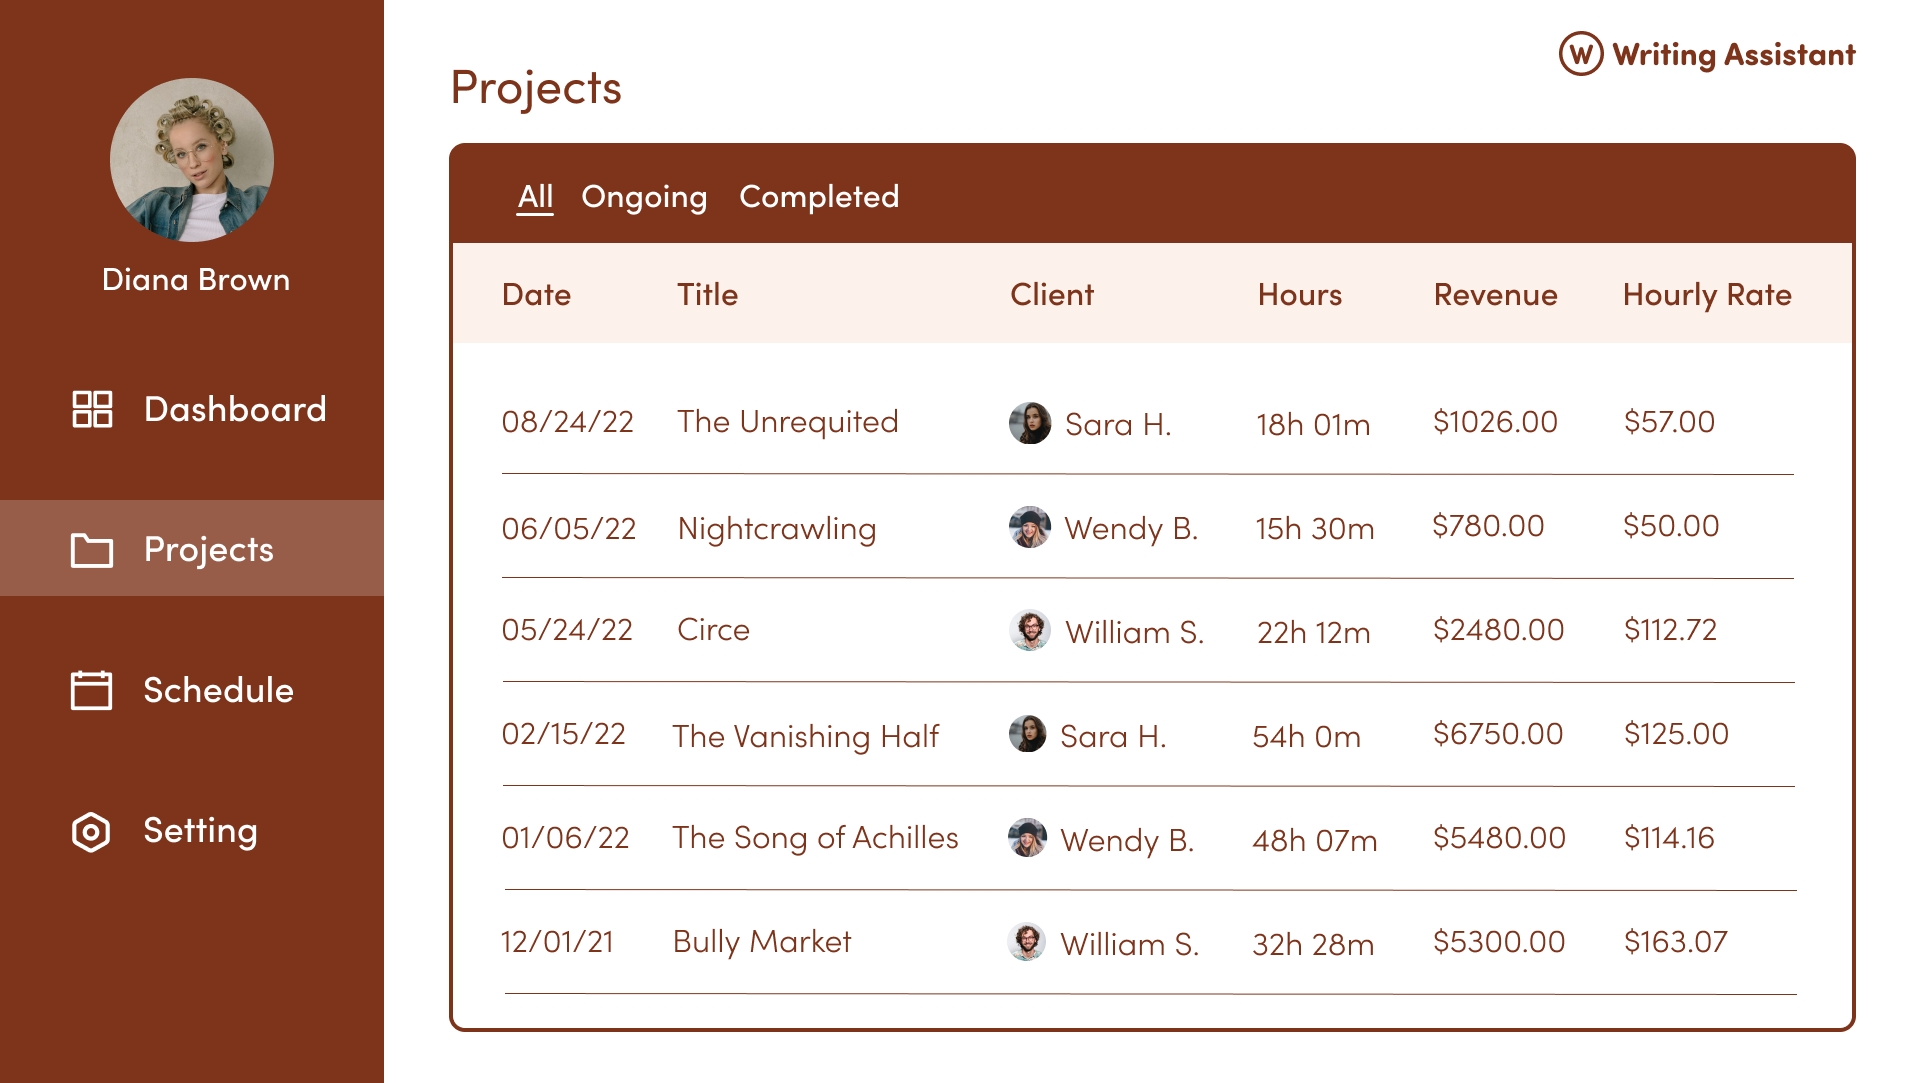 Diana Brown
Dashboard
Projects
Schedule
Setting
W Writing Assistant
Projects
All Ongoing Completed
Date Title Client Hours Revenue Hourly Rate
08/24/22 The Unrequited Sara H. 18h 01m $1026.00 $57.00
06/05/22 Nightcrawling Wendy B. 15h 30m $780.00 $50.00
05/24/22 Circe William S. 22h 12m $2480.00 $112.72
02/15/22 The Vanishing Half Sara H. 54h 0m $6750.00 $125.00
01/06/22 The Song of Achilles Wendy B. 48h 07m $5480.00 $114.16
12/01/21 Bully Market William S. 32h 28m $5300.00 $163.07